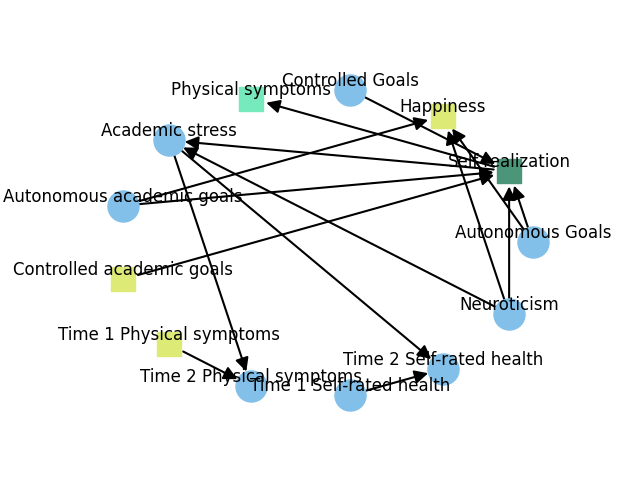 Controlled Goals
Physical symptoms
Happiness
Academic stress
Self-realization
Autonomous academic goals
Autonomous Goals
Controlled academic goals
Neuroticism
Time 1 Physical symptoms
Time 2 Self-rated health
Time 2 Physical symptoms
Time 1 Self-rated health